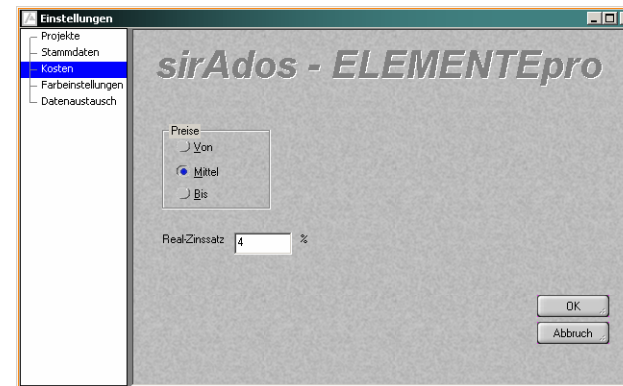 Einstellungen
Projekte
Stammdaten
Kosten
Farbeinstellungen
Datenaustausch
sirAdos - ELEMENTEpro
Preise
Von
Mittel
Bis
Real-Zinssatz 4 %
OK
Abbruch